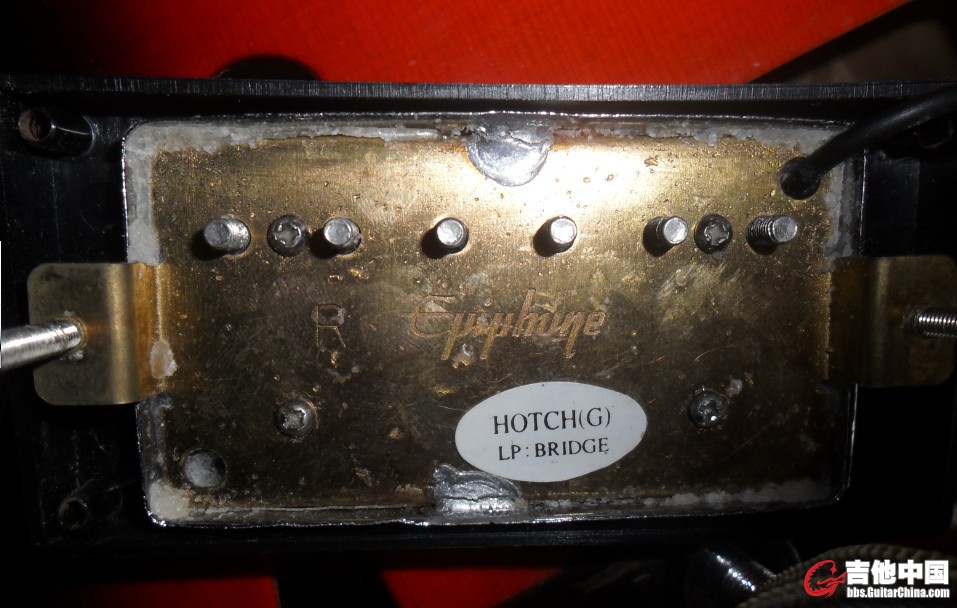 R Epiphone
HOTCH(G)
LP: BRIDGE
吉他中国
bbs.GuitarChina.com